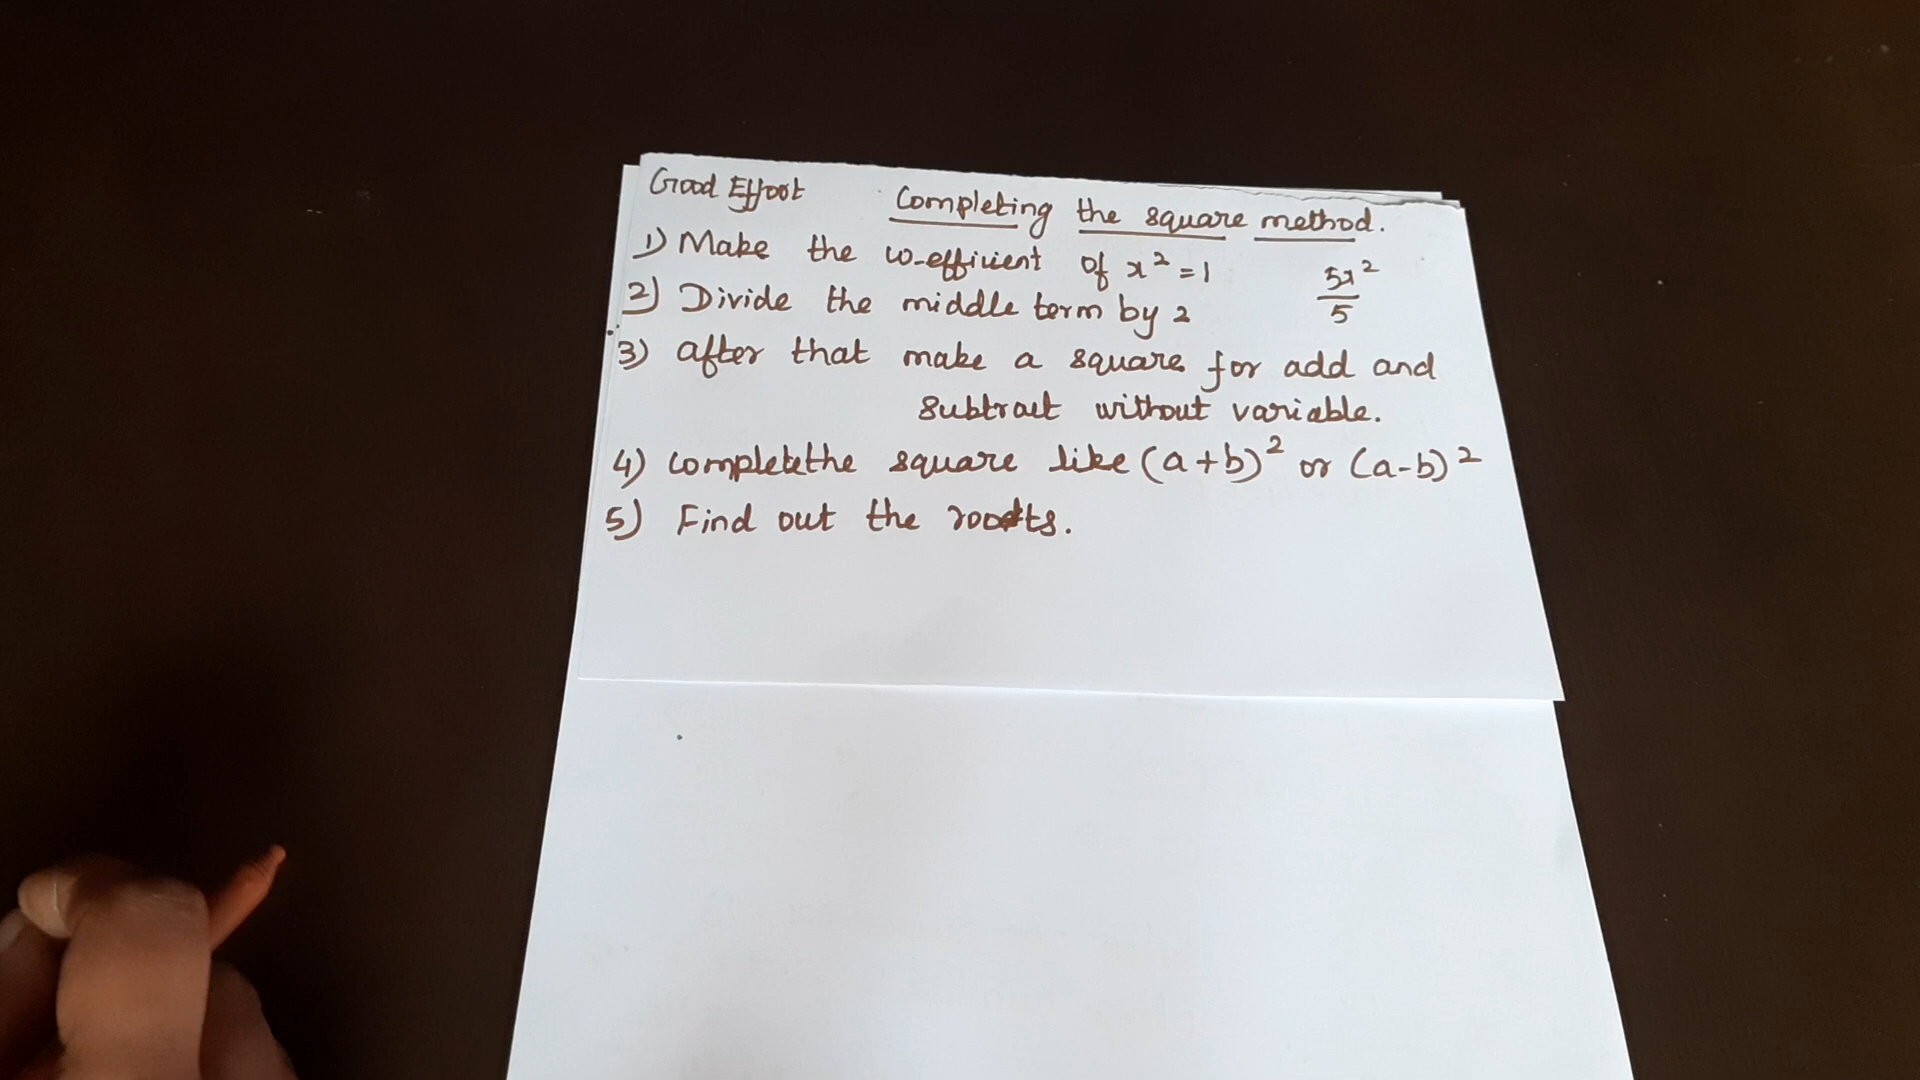 Good Effort
Completing the square method.
1) Make the co-efficient of x² = 1
5x²
5
2) Divide the middle term by 2
3) after that make a square for add and
subtract without variable.
4) completethe square like (a+b)² or (a-b)²
5) Find out the roots.